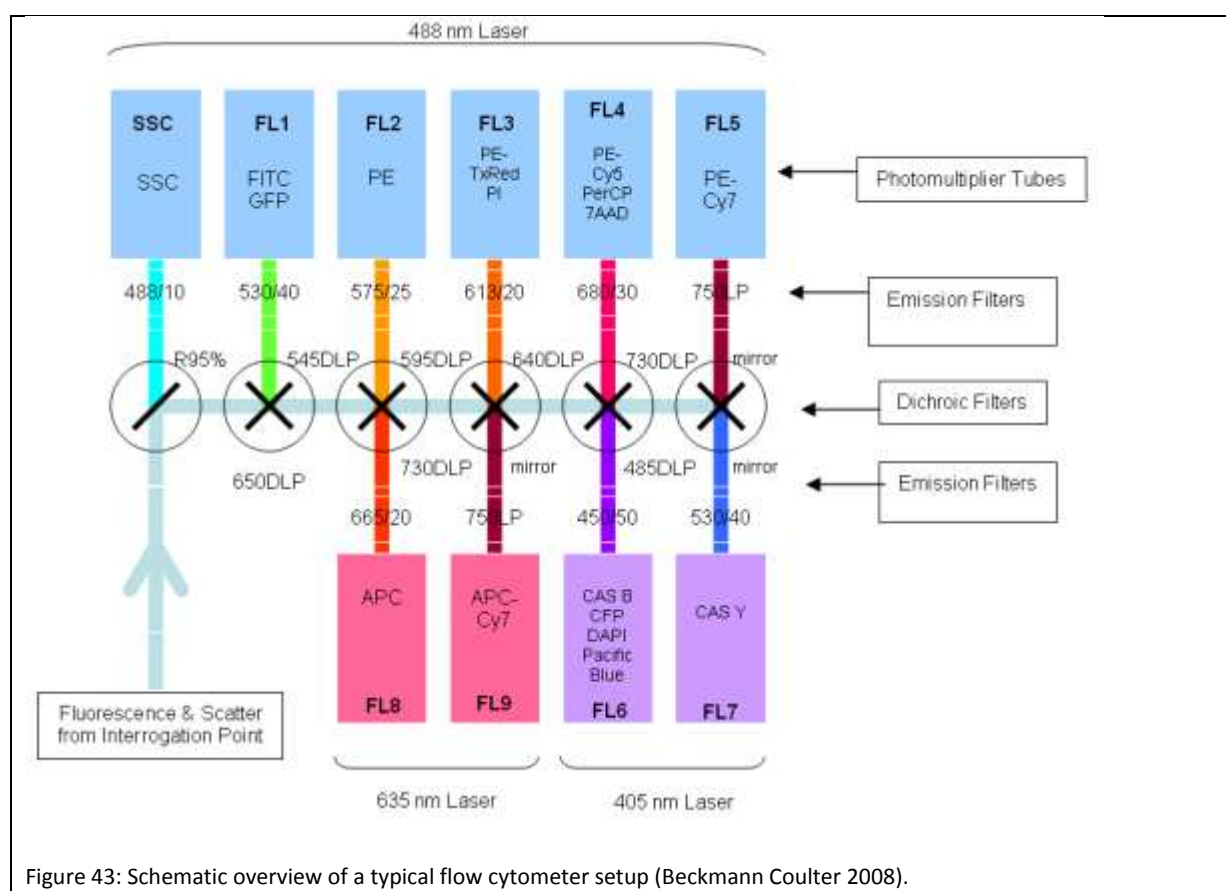 488 nm Laser
SSC
SSC
FL1
FITC
GFP
FL2
PE
FL3
PE-
TxRed
PI
FL4
PE-
Cy5
PerCP
7AAD
FL5
PE-
Cy7
Photomultiplier Tubes
488/10
530/40
575/25
613/20
680/30
750LP
Emission Filters
R95%
545DLP
595DLP
640DLP
730DLP
mirror
Dichroic Filters
650DLP
730DLP
mirror
485DLP
mirror
Emission Filters
665/20
750LP
450/50
530/40
APC
FL8
APC-
Cy7
FL9
CAS B
CFP
DAPI
Pacific
Blue
FL6
CAS Y
FL7
Fluorescence & Scatter
from Interrogation Point
635 nm Laser
405 nm Laser
Figure 43: Schematic overview of a typical flow cytometer setup (Beckmann Coulter 2008).